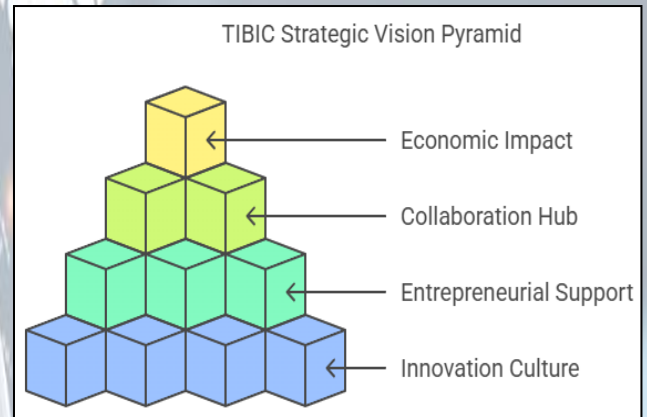 TIBIC Strategic Vision Pyramid
Economic Impact
Collaboration Hub
Entrepreneurial Support
Innovation Culture